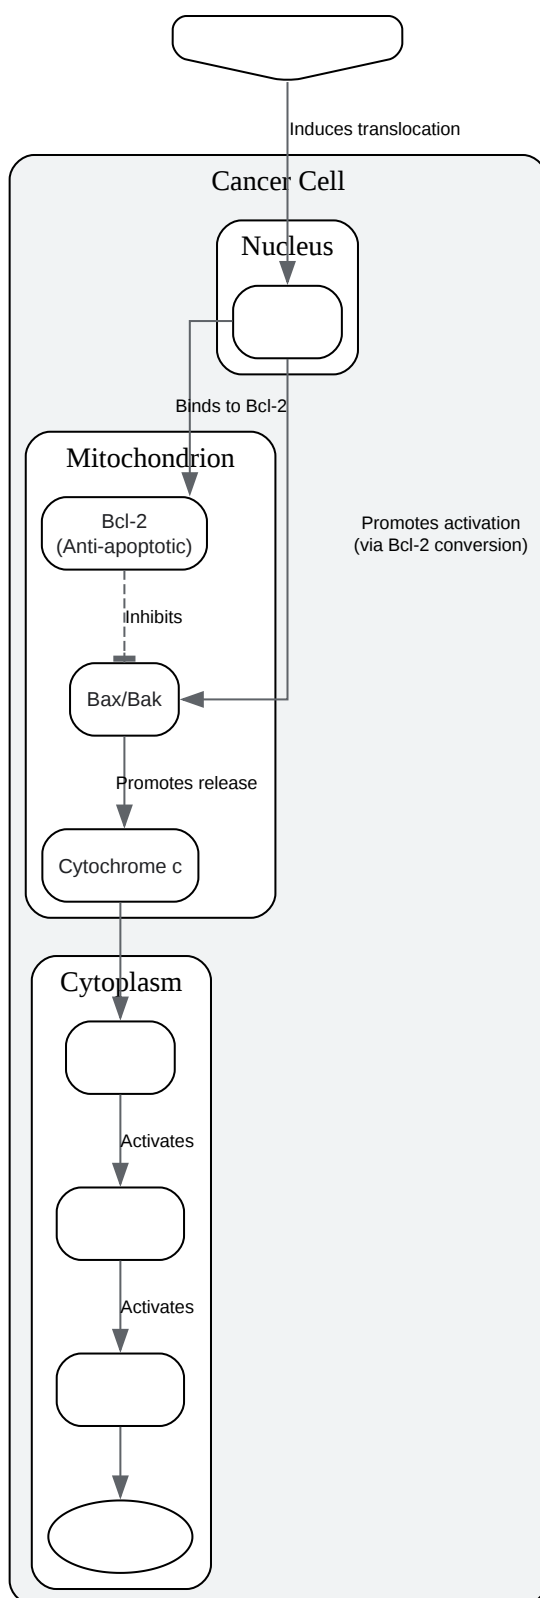 Induces translocation
Cancer Cell
Nucleus
Binds to Bcl-2
Mitochondrion
Bcl-2
(Anti-apoptotic)
Promotes activation
(via Bcl-2 conversion)
Inhibits
Bax/Bak
Promotes release
Cytochrome c
Cytoplasm
Activates
Activates